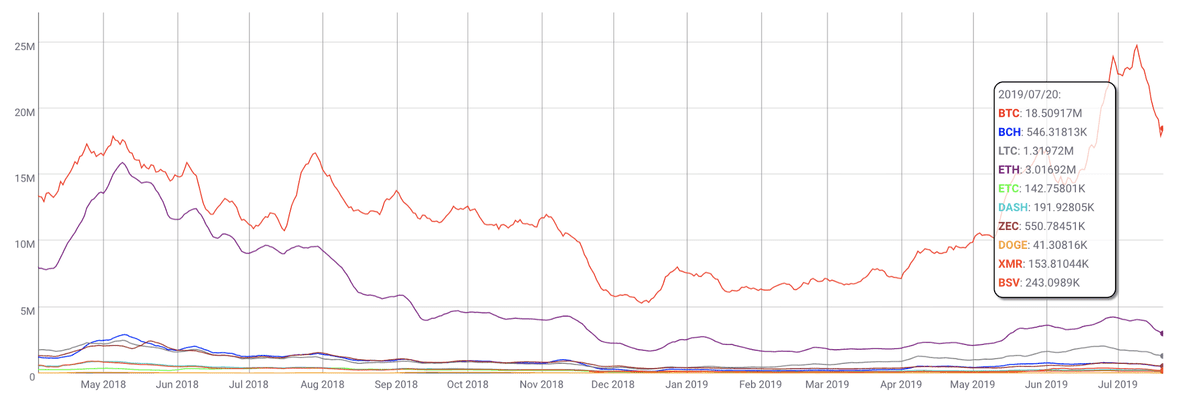 25M
20M
15M
10M
5M
0
2019/07/20:
BTC: 18.50917M
BCH: 546.31813K
LTC: 1.31972M
ETH: 3.01692M
ETC: 142.75801K
DASH: 191.92805K
ZEC: 550.78451K
DOGE: 41.30816K
XMR: 153.81044K
BSV: 243.0989K
May 2018 Jun 2018 Jul 2018 Aug 2018 Sep 2018 Oct 2018 Nov 2018 Dec 2018 Jan 2019 Feb 2019 Mar 2019 Apr 2019 May 2019 Jun 2019 Jul 2019